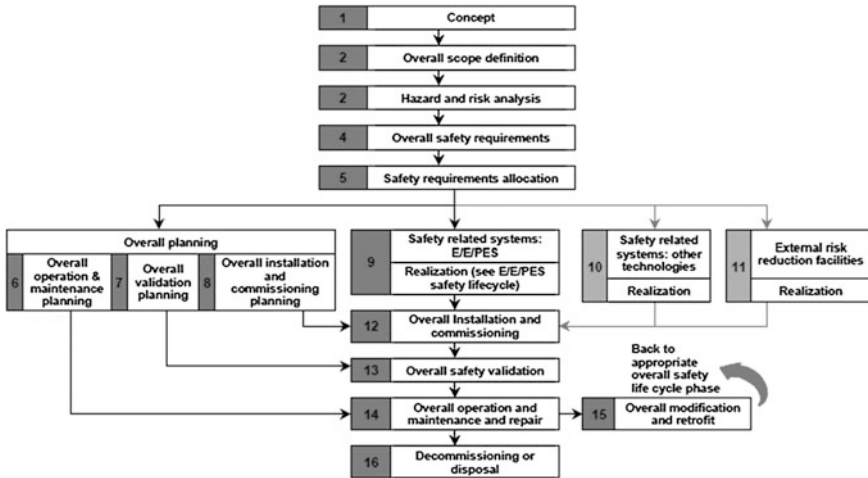 1 Concept
2 Overall scope definition
2 Hazard and risk analysis
4 Overall safety requirements
5 Safety requirements allocation
Overall planning
6 Overall
operation &
maintenance
planning
7 Overall
validation
planning
8 Overall installation
and
commissioning
planning
9 Safety related systems:
E/E/PES
Realization (see E/E/PES
safety lifecycle)
10 Safety related
systems: other
technologies
Realization
11 External risk
reduction facilities
Realization
12 Overall Installation and
commissioning
13 Overall safety validation
Back to
appropriate
overall safety
life cycle phase
14 Overall operation and
maintenance and repair
15 Overall modification
and retrofit
16 Decommissioning or
disposal